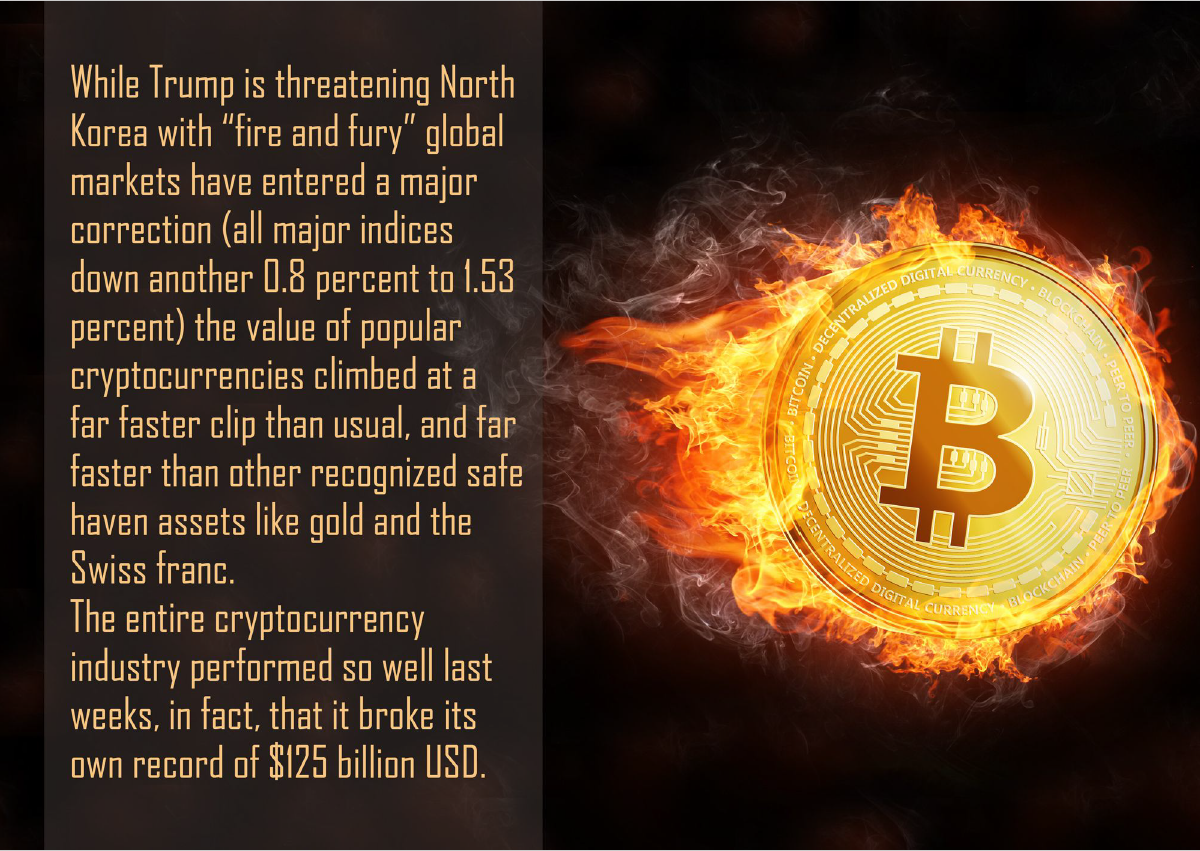 While Trump is threatening North
Korea with “fire and fury” global
markets have entered a major
correction (all major indices
down another 0.8 percent to 1.53
percent) the value of popular
cryptocurrencies climbed at a
far faster clip than usual, and far
faster than other recognized safe
haven assets like gold and the
Swiss franc.
The entire cryptocurrency
industry performed so well last
weeks, in fact, that it broke its
own record of $125 billion USD.
BITCOIN • DECENTRALIZED DIGITAL CURRENCY • BLOCKCHAIN • PEER TO PEER •
BITCOIN DECENTRALIZED DIGITAL CURRENCY BLOCKCHAIN • PEER TO PEER